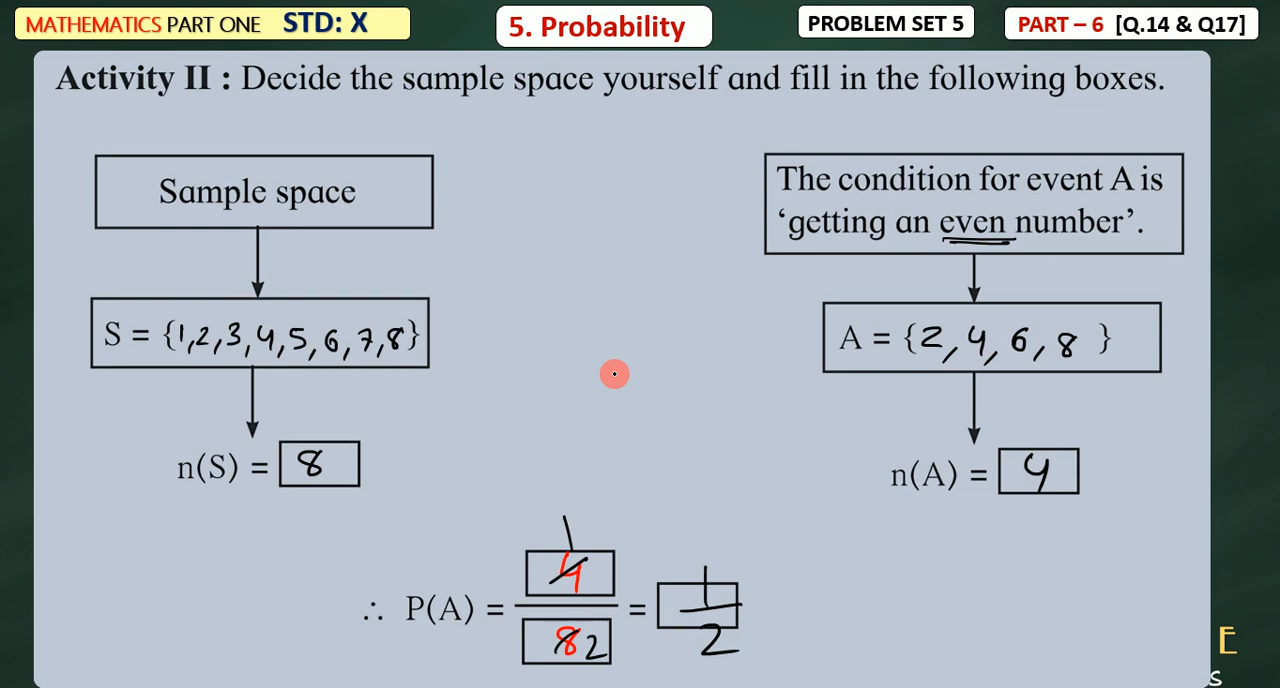 MATHEMATICS PART ONE STD: X
5. Probability
PROBLEM SET 5
PART – 6 [Q.14 & Q17]
Activity II : Decide the sample space yourself and fill in the following boxes.
Sample space
S = {1,2,3,4,5,6,7,8}
n(S) = 8
The condition for event A is
‘getting an even number’.
A = {2, 4, 6, 8 }
n(A) = 4
1
∴ P(A) = 4 / 8 2 = 1 / 2
E
S